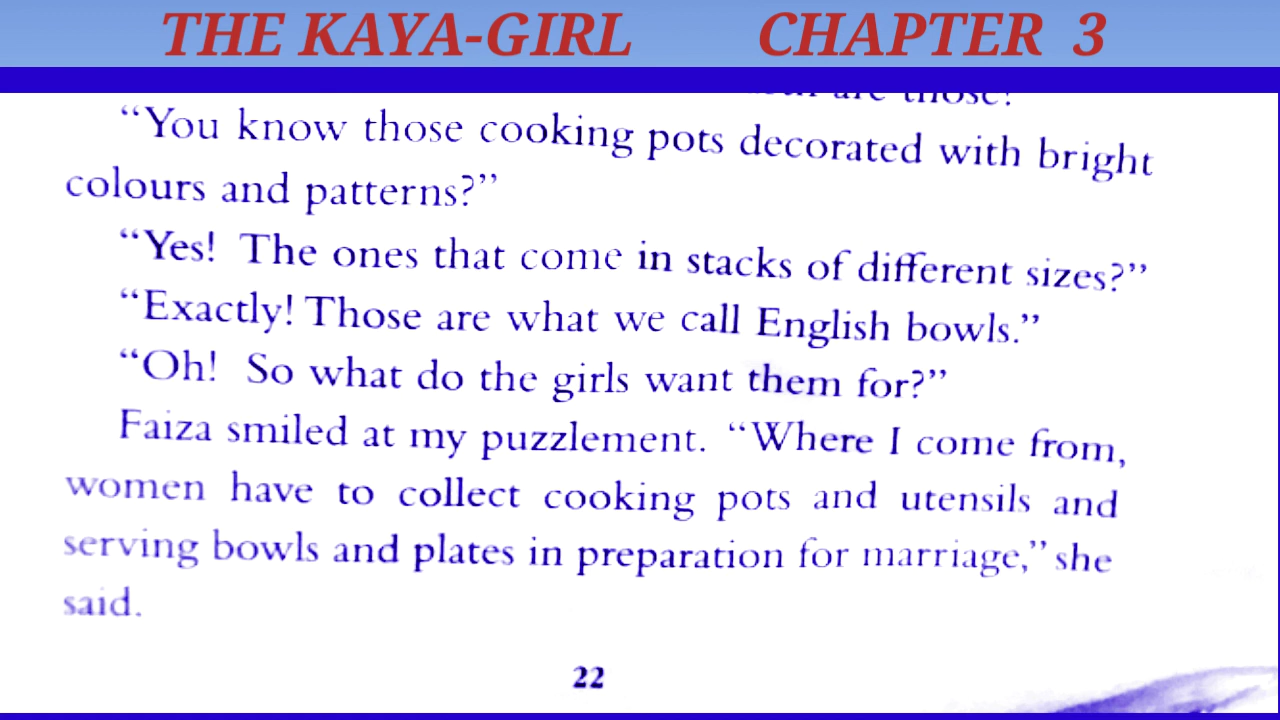 THE KAYA-GIRL CHAPTER 3
are those?
“You know those cooking pots decorated with bright
colours and patterns?”
“Yes! The ones that come in stacks of different sizes?”
“Exactly! Those are what we call English bowls.”
“Oh! So what do the girls want them for?”
Faiza smiled at my puzzlement. “Where I come from,
women have to collect cooking pots and utensils and
serving bowls and plates in preparation for marriage,” she
said.
22